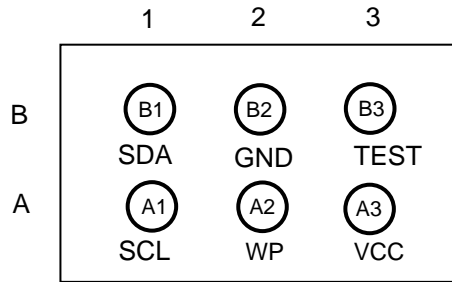 1 2 3
B B1 B2 B3
SDA GND TEST
A A1 A2 A3
SCL WP VCC